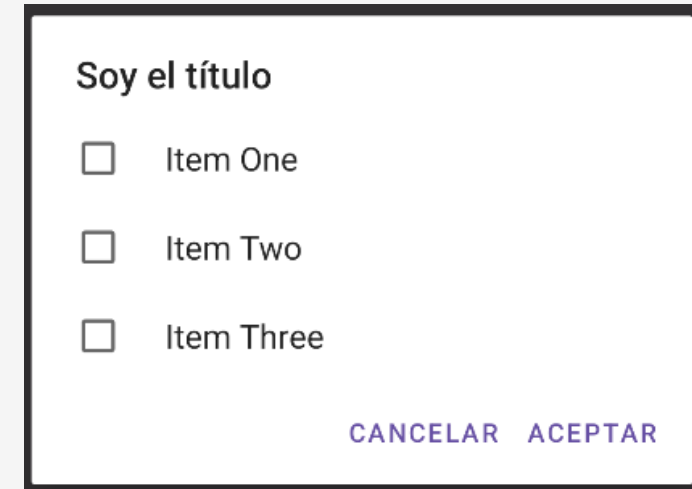 Soy el título
Item One
Item Two
Item Three
CANCELAR ACEPTAR